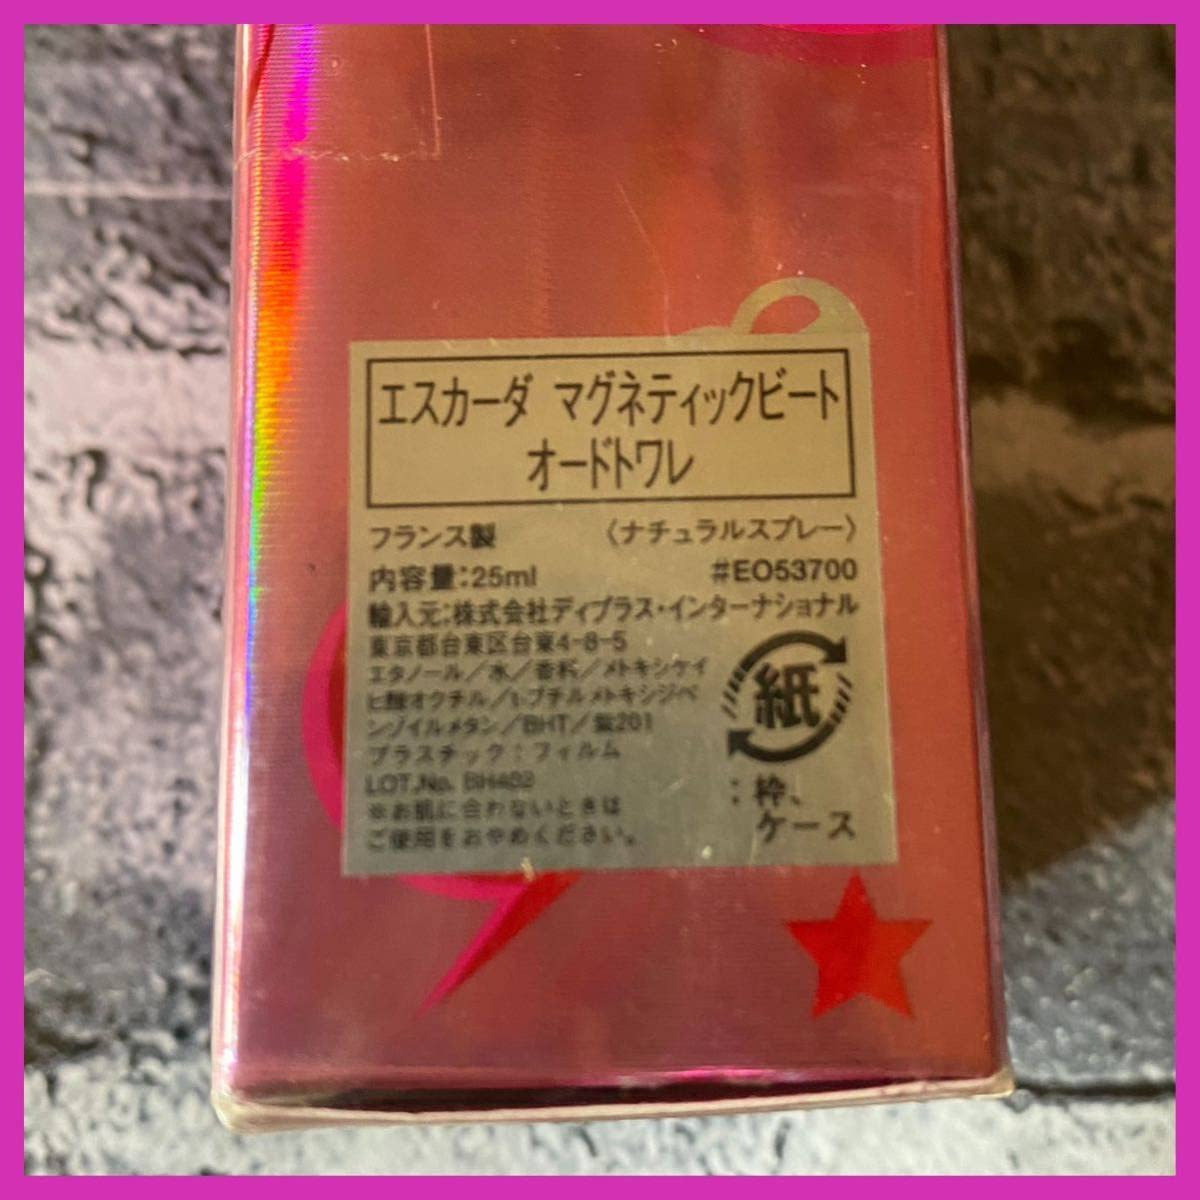 エスカーダ マグネティックビート
オードトワレ
フランス製 〈ナチュラルスプレー〉
内容量:25ml #EO53700
輸入元:株式会社ディプラス・インターナショナル
東京都台東区台東4-8-5
エタノール/水/香料/メトキシケイ
ヒ酸オクチル/t-ブチルメトキシジベ
ンゾイルメタン/BHT/紫201
プラスチック:フィルム
LOT.No. BH482
※お肌に合わないときは
ご使用をおやめください。
紙
:枠、
ケース